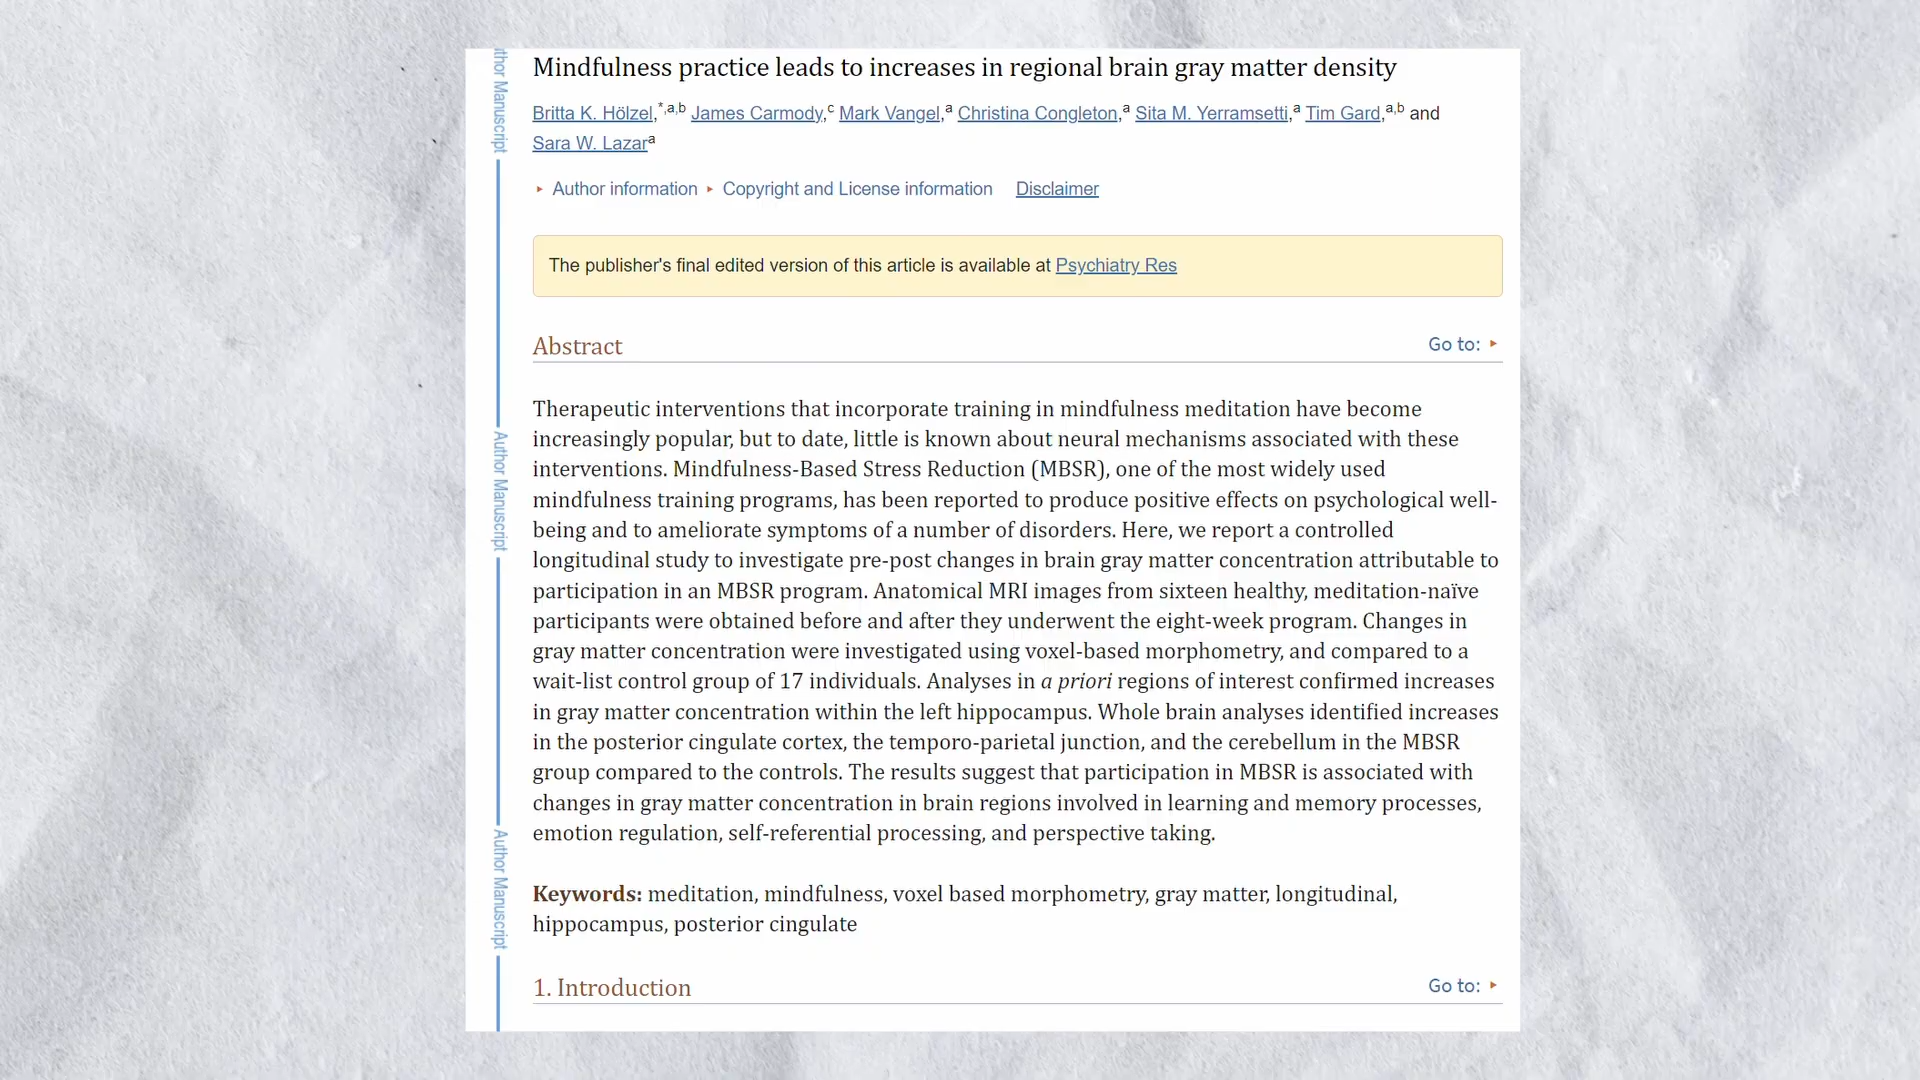 Mindfulness practice leads to increases in regional brain gray matter density
Britta K. Hölzel,*,a,b James Carmody,c Mark Vangel,a Christina Congleton,a Sita M. Yerramsetti,a Tim Gard,a,b and
Sara W. Lazara
▸ Author information ▸ Copyright and License information Disclaimer
The publisher's final edited version of this article is available at Psychiatry Res
Abstract Go to: ▸
Therapeutic interventions that incorporate training in mindfulness meditation have become
increasingly popular, but to date, little is known about neural mechanisms associated with these
interventions. Mindfulness-Based Stress Reduction (MBSR), one of the most widely used
mindfulness training programs, has been reported to produce positive effects on psychological well-
being and to ameliorate symptoms of a number of disorders. Here, we report a controlled
longitudinal study to investigate pre-post changes in brain gray matter concentration attributable to
participation in an MBSR program. Anatomical MRI images from sixteen healthy, meditation-naïve
participants were obtained before and after they underwent the eight-week program. Changes in
gray matter concentration were investigated using voxel-based morphometry, and compared to a
wait-list control group of 17 individuals. Analyses in a priori regions of interest confirmed increases
in gray matter concentration within the left hippocampus. Whole brain analyses identified increases
in the posterior cingulate cortex, the temporo-parietal junction, and the cerebellum in the MBSR
group compared to the controls. The results suggest that participation in MBSR is associated with
changes in gray matter concentration in brain regions involved in learning and memory processes,
emotion regulation, self-referential processing, and perspective taking.
Keywords: meditation, mindfulness, voxel based morphometry, gray matter, longitudinal,
hippocampus, posterior cingulate
1. Introduction Go to: ▸
thor Manuscript
Author Manuscript
Author Manuscript